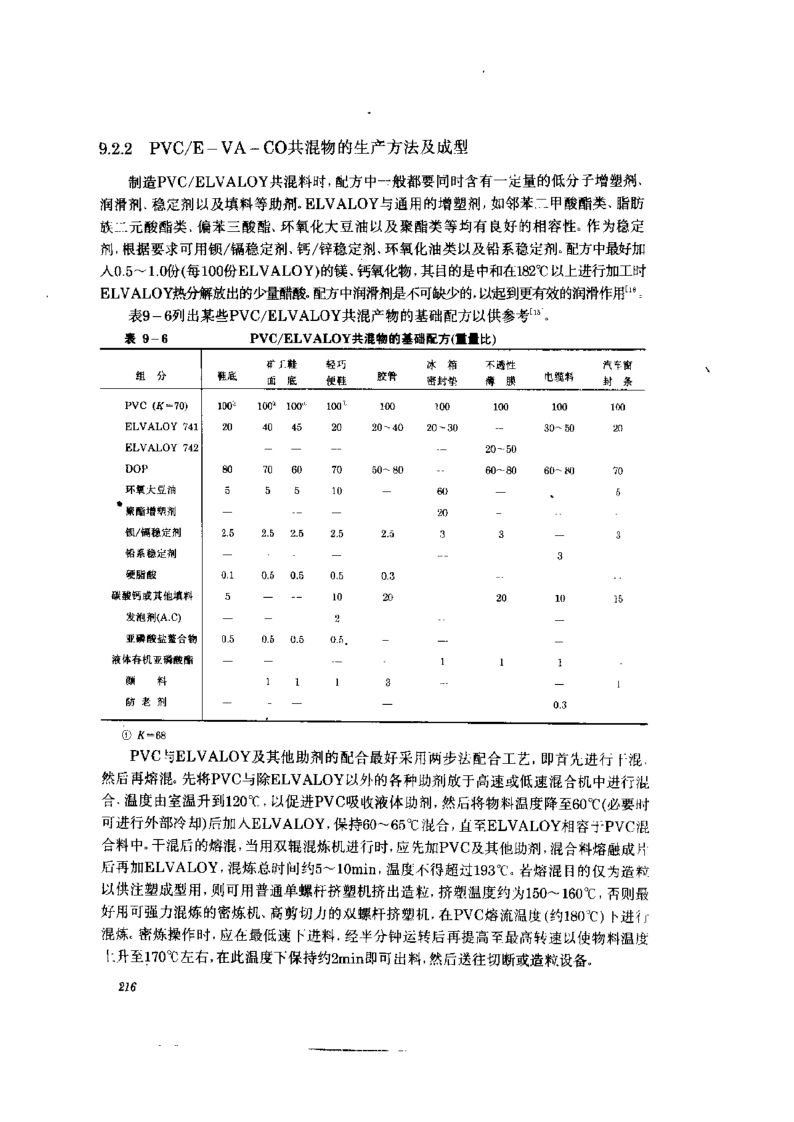 9.2.2 PVC/E-VA-CO共混物的生产方法及成型
制造PVC/ELVALOY共混料时,配方中一般都要同时含有一定量的低分子增塑剂、
润滑剂、稳定剂以及填料等助剂。ELVALOY与通用的增塑剂,如邻苯二甲酸酯类、脂肪
族二元酸酯类、偏苯三酸酯、环氧化大豆油以及聚酯类等均有良好的相容性。作为稳定
剂,根据要求可用钡/镉稳定剂、钙/锌稳定剂、环氧化油类以及铅系稳定剂。配方中最好加
入0.5~1.0份(每100份ELVALOY)的镁、钙氧化物,其目的是中和在182℃以上进行加工时
ELVALOY热分解放出的少量醋酸。配方中润滑剂是不可缺少的,以起到更有效的润滑作用
表9-6列出某些PVC/ELVALOY共混产物的基础配方以供参考
表 9-6 PVC/ELVALOY共混物的基础配方(重量比)
组 分 鞋底 矿工鞋面 底 轻巧便鞋 胶管 冰 箱密封垫 不透性薄 膜 电缆料 汽车窗封 条
PVC (K=70) 100 100 100 100 100 100 100 100 100
ELVALOY 741 20 40 45 20 20~40 20~30 — 30~50 20
ELVALOY 742 — — — — 20~50
DOP 80 70 60 70 50~80 -- 60~80 60~80 70
环氧大豆油 5 5 5 10 — 60 — 5
聚酯增塑剂 — -- — 20 -
钡/镉稳定剂 2.5 2.5 2.5 2.5 2.5 3 3 — 3
铅系稳定剂 — — -- 3
硬脂酸 0.1 0.5 0.5 0.5 0.3
碳酸钙或其他填料 5 — -- 10 20 20 10 15
发泡剂(A.C) — — 2 —
亚磷酸盐螯合物 0.5 0.5 0.5 0.5 — — —
液体有机亚磷酸酯 — — — 1 1 1
颜 料 1 1 1 3 — — 1
防 老 剂 — - — — 0.3
① K=68
PVC与ELVALOY及其他助剂的配合最好采用两步法配合工艺,即首先进行干混,
然后再熔混。先将PVC与除ELVALOY以外的各种助剂放于高速或低速混合机中进行混
合,温度由室温升到120℃,以促进PVC吸收液体助剂,然后将物料温度降至60℃(必要时
可进行外部冷却)后加入ELVALOY,保持60~65℃混合,直至ELVALOY相容于PVC混
合料中。干混后的熔混,当用双辊混炼机进行时,应先加PVC及其他助剂,混合料熔融成片
后再加ELVALOY,混炼总时间约5~10min,温度不得超过193℃。若熔混目的仅为造粒
以供注塑成型用,则可用普通单螺杆挤塑机挤出造粒,挤塑温度约为150~160℃,否则最
好用可强力混炼的密炼机、高剪切力的双螺杆挤塑机,在PVC熔流温度(约180℃)下进行
混炼。密炼操作时,应在最低速下进料,经半分钟运转后再提高至最高转速以使物料温度
上升至170℃左右,在此温度下保持约2min即可出料,然后送往切断或造粒设备。
216